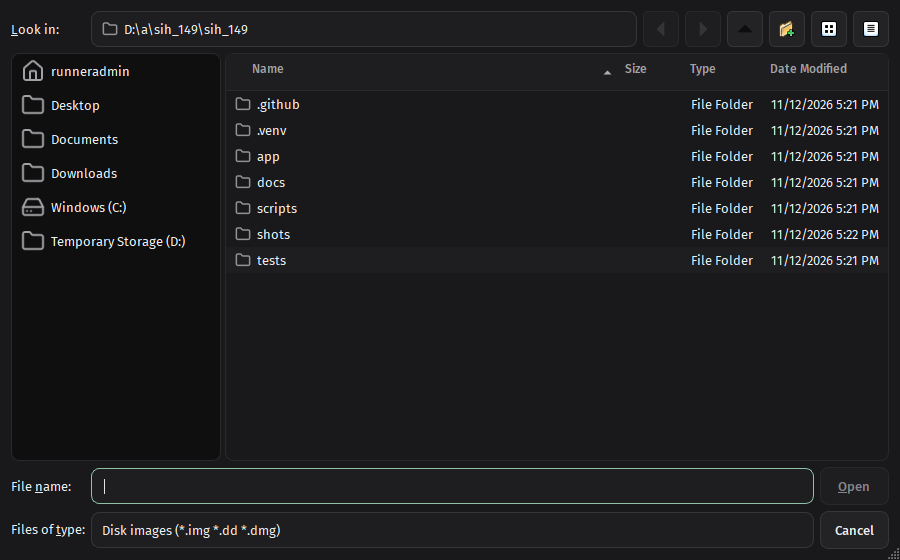 Look in: D:\a\sih_149\sih_149
runneradmin
Desktop
Documents
Downloads
Windows (C:)
Temporary Storage (D:)
Name Size Type Date Modified
.github File Folder 11/12/2026 5:21 PM
.venv File Folder 11/12/2026 5:21 PM
app File Folder 11/12/2026 5:21 PM
docs File Folder 11/12/2026 5:21 PM
scripts File Folder 11/12/2026 5:21 PM
shots File Folder 11/12/2026 5:22 PM
tests File Folder 11/12/2026 5:21 PM
File name: Open
Files of type: Disk images (*.img *.dd *.dmg) Cancel